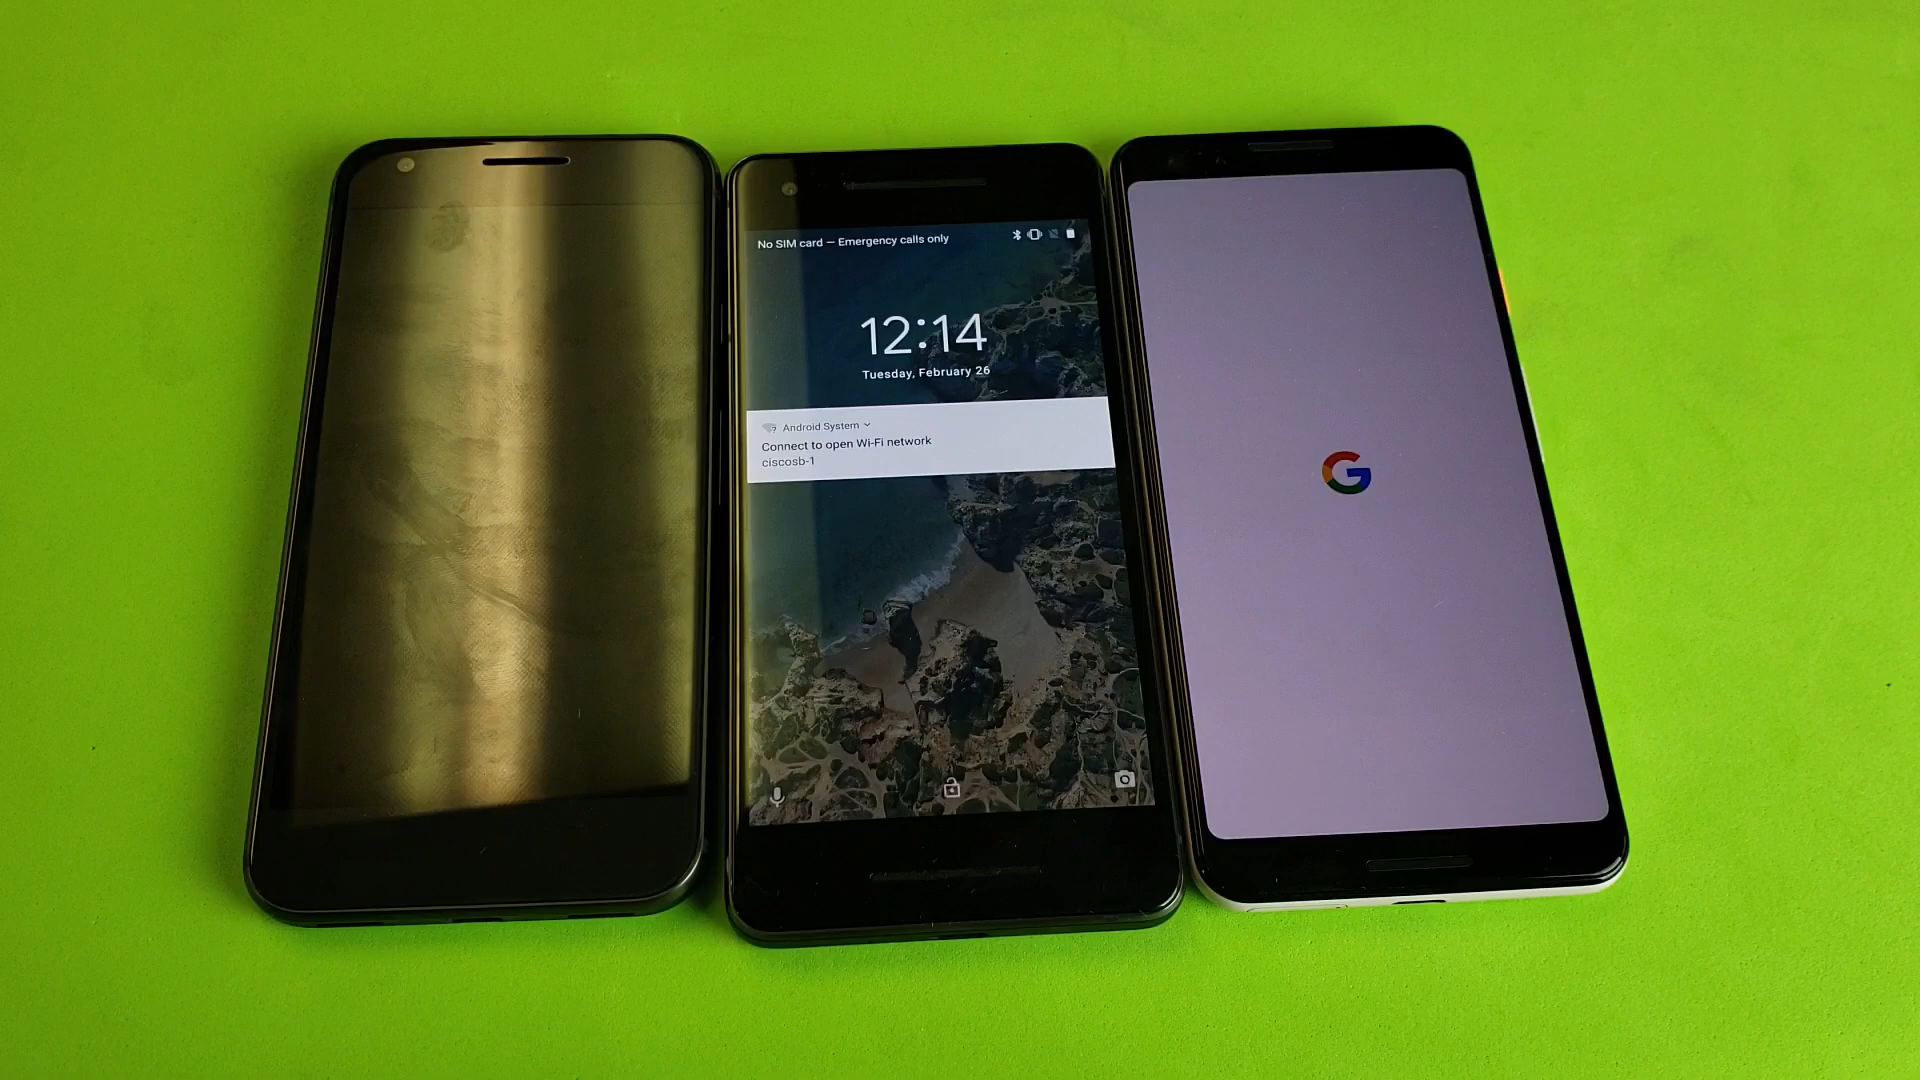 No SIM card — Emergency calls only
12:14
Tuesday, February 26
Android System
Connect to open Wi-Fi network
ciscosb-1
G